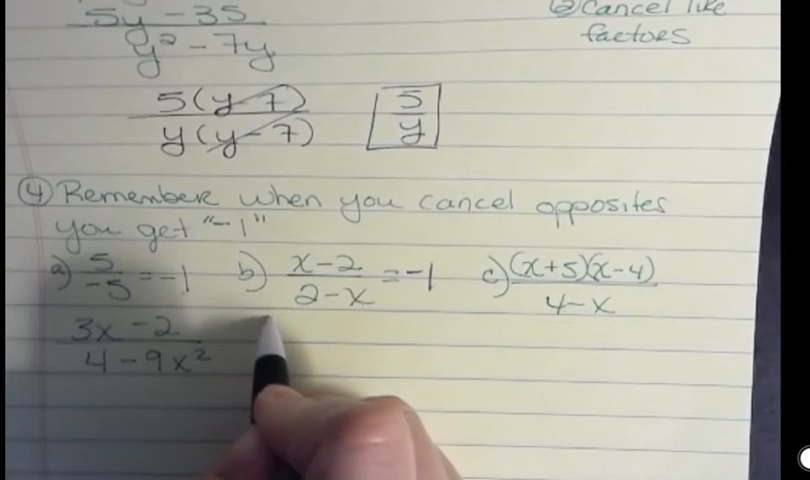 5y - 35
② Cancel like
y² - 7y
factors
5(y-7)
y(y-7)
5
y
④ Remember when you cancel opposites
you get "-1"
a) 5/-5 = -1 b) x-2/2-x = -1 c) (x+5)(x-4)/4-x
3x - 2
4 - 9x²